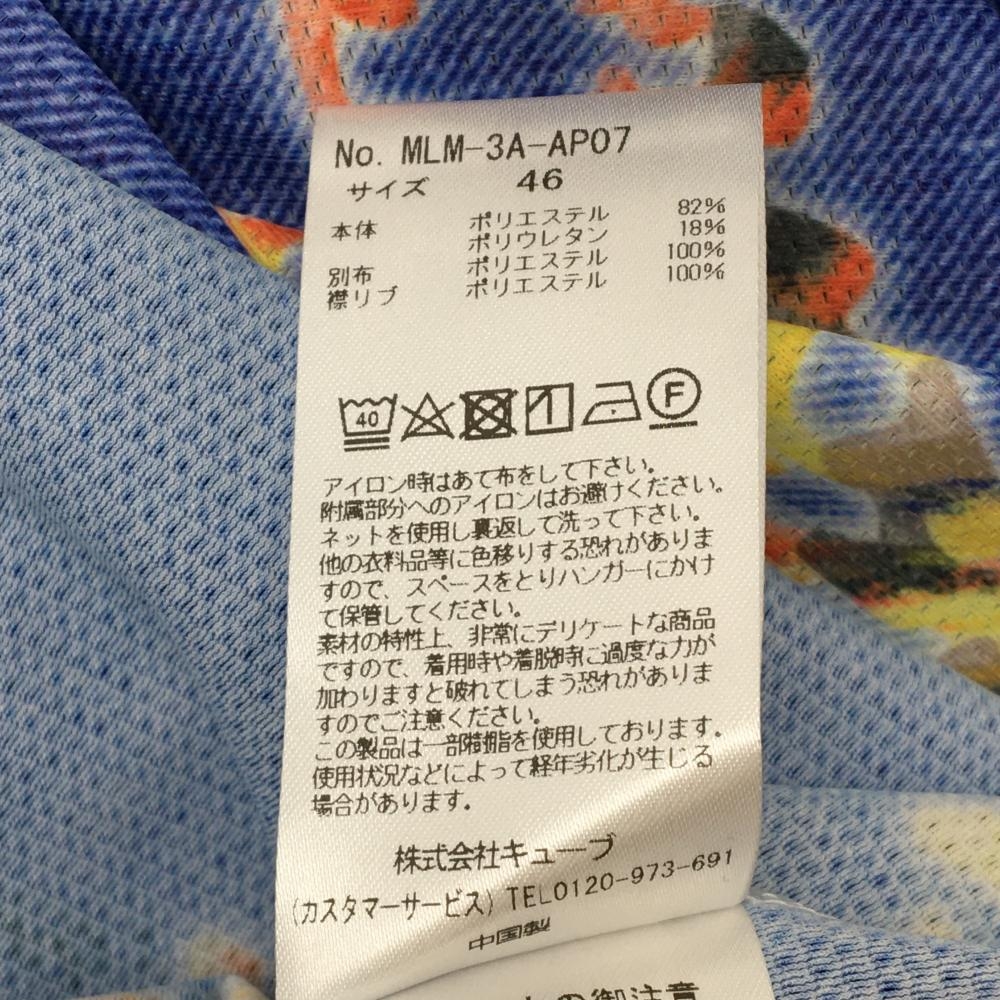 No. MLM-3A-AP07
サイズ 46
本体 ポリエステル 82%
ポリウレタン 18%
別布 ポリエステル 100%
襟リブ ポリエステル 100%
40 F
アイロン時はあて布をして下さい。
附属部分へのアイロンはお避けください。
ネットを使用し裏返して洗って下さい。
他の衣料品等に色移りする恐れがありま
すので、スペースをとりハンガーにかけ
て保管してください。
素材の特性上、非常にデリケートな商品
ですので、着用時や着脱時に過度な力が
加わりますと破れてしまう恐れがありま
すのでご注意ください。
この製品は一部樹脂を使用しております。
使用状況などによって経年劣化が生じる
場合があります。
株式会社キューブ
(カスタマーサービス) TEL0120-973-691
中国製
の御注意